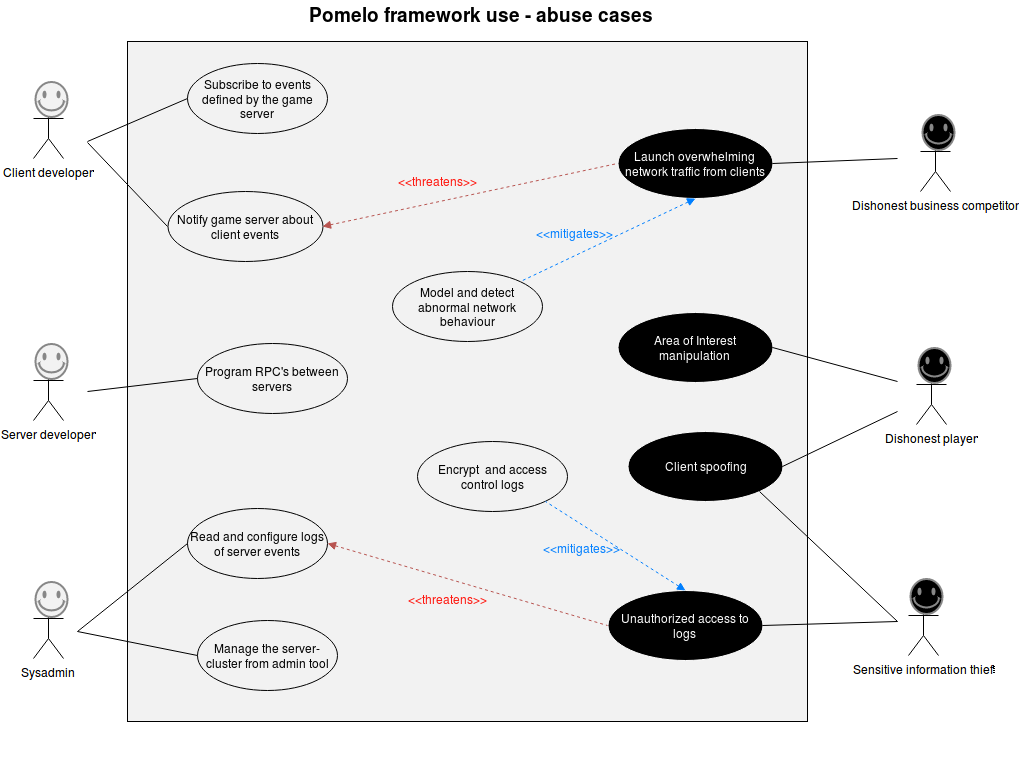 Pomelo framework use - abuse cases
Subscribe to events
defined by the game
server
Client developer
Launch overwhelming
network traffic from clients
Dishonest business competitor
<<threatens>>
Notify game server about
client events
<<mitigates>>
Model and detect
abnormal network
behaviour
Area of Interest
manipulation
Program RPC's between
servers
Server developer
Dishonest player
Encrypt  and access
control logs
Client spoofing
Read and configure logs
of server events
<<mitigates>>
<<threatens>>
Unauthorized access to
logs
Manage the server-
cluster from admin tool
Sysadmin
Sensitive information thief